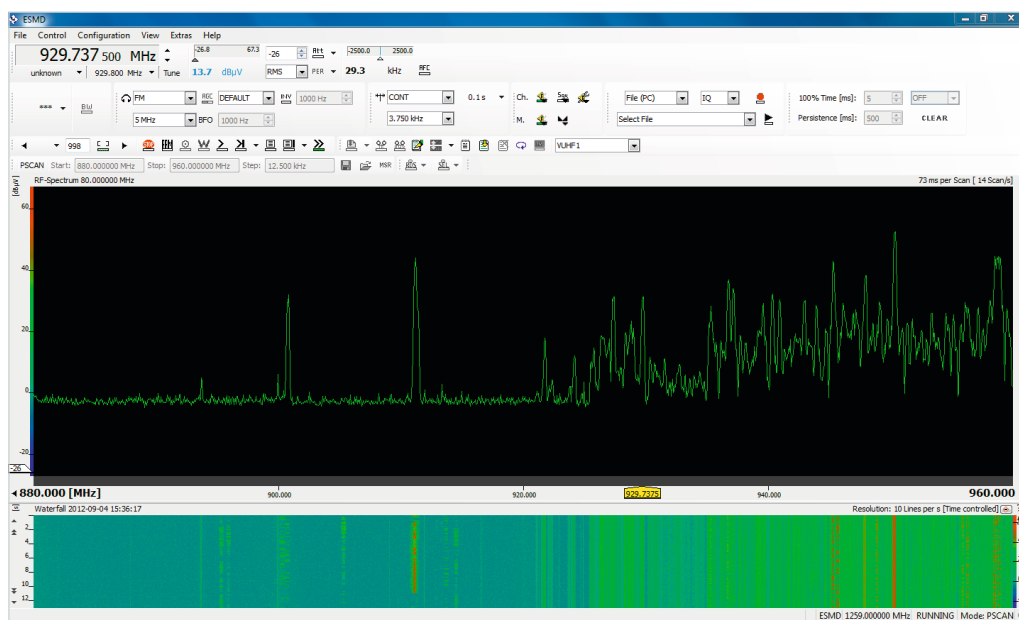 ESMD
File Control Configuration View Extras Help
929.737 500 MHz -26.8 67.3 -26 Att -2500.0 2500.0
unknown 929.800 MHz Tune 13.7 dBµV RMS PER 29.3 kHz AFC
FM AGC DEFAULT 1000 Hz CONT 0.1 s Ch. File (PC) IQ 100% Time [ms]: 5 OFF
*** BW
5 MHz BFO 1000 Hz 3.750 kHz M. Select File Persistence [ms]: 500 CLEAR
998 VUHF1
PSCAN Start: 880.000000 MHz Stop: 960.000000 MHz Step: 12.500 kHz MSR
[dBµV] RF-Spectrum 80.000000 MHz 73 ms per Scan [ 14 Scan/s]
60
40
20
0
-20
-26
880.000 [MHz] 900.000 920.000 929.7375 940.000 960.000
[s] Waterfall 2012-09-04 15:36:17 Resolution: 10 Lines per s [Time controlled]
2
4
6
8
10
12
ESMD 1259.000000 MHz RUNNING Mode: PSCAN